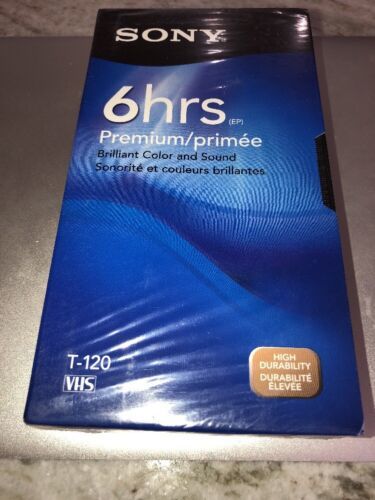 SONY
6hrs (EP)
Premium/primée
Brilliant Color and Sound
Sonorité et couleurs brillantes
T-120
VHS
HIGH
DURABILITY
DURABILITÉ
ÉLEVÉE